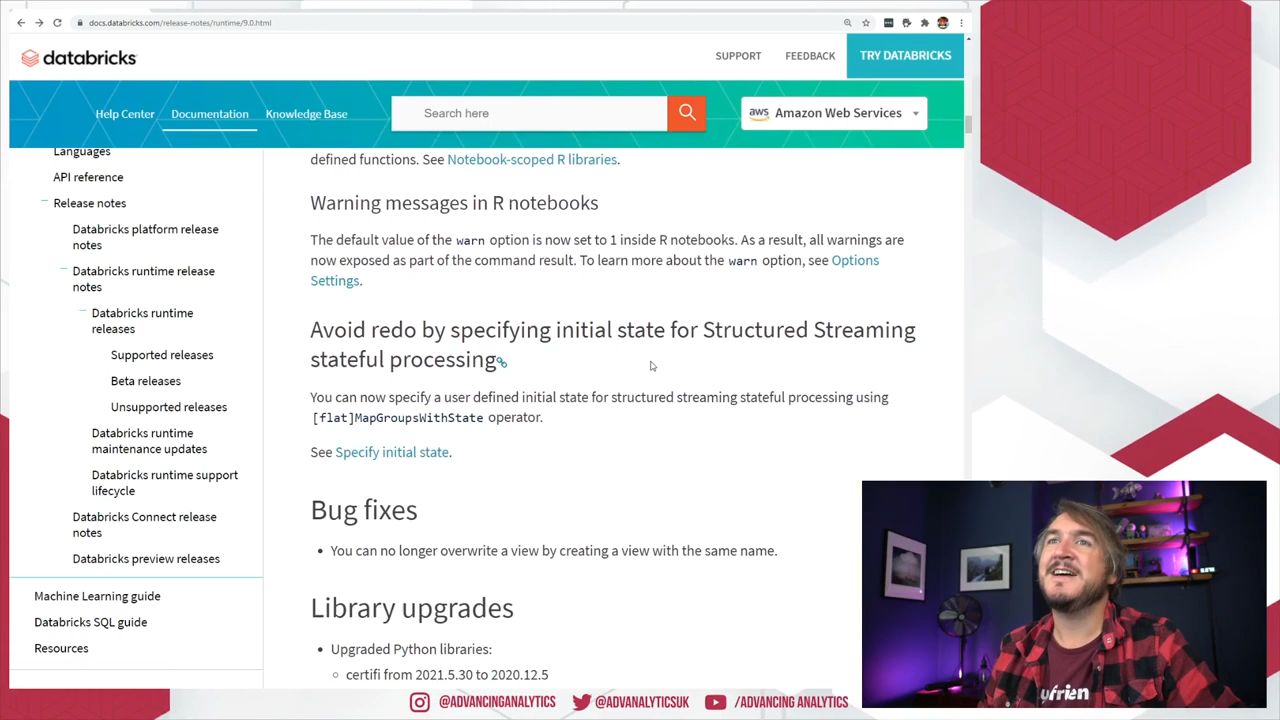 docs.databricks.com/release-notes/runtime/9.0.html
databricks
SUPPORT
FEEDBACK
TRY DATABRICKS
Help Center
Documentation
Knowledge Base
Search here
aws
Amazon Web Services
Languages
API reference
Release notes
Databricks platform release
notes
Databricks runtime release
notes
Databricks runtime
releases
Supported releases
Beta releases
Unsupported releases
Databricks runtime
maintenance updates
Databricks runtime support
lifecycle
Databricks Connect release
notes
Databricks preview releases
Machine Learning guide
Databricks SQL guide
Resources
defined functions. See Notebook-scoped R libraries.
Warning messages in R notebooks
The default value of the warn option is now set to 1 inside R notebooks. As a result, all warnings are
now exposed as part of the command result. To learn more about the warn option, see Options
Settings.
Avoid redo by specifying initial state for Structured Streaming
stateful processing
You can now specify a user defined initial state for structured streaming stateful processing using
[flat]MapGroupsWithState operator.
See Specify initial state.
Bug fixes
You can no longer overwrite a view by creating a view with the same name.
Library upgrades
Upgraded Python libraries:
certifi from 2021.5.30 to 2020.12.5
@ADVANCINGANALYTICS
@ADVANALYTICSUK
/ADVANCING ANALYTICS